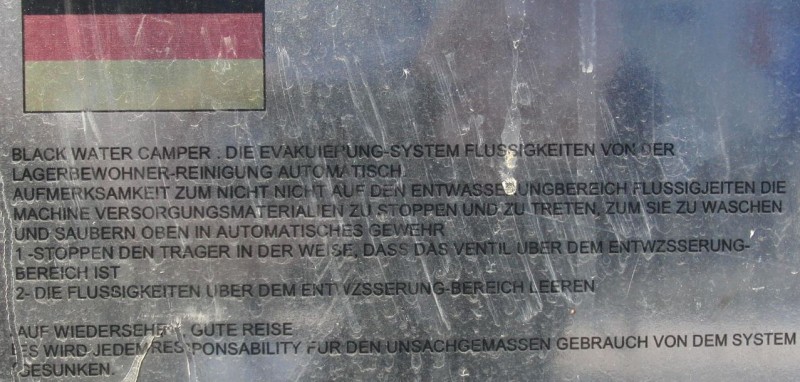 BLACK WATER CAMPER : DIE EVAKUIERUNG-SYSTEM FLUSSIGKEITEN VON DER
LAGERBEWOHNER-REINIGUNG AUTOMATISCH
AUFMERKSAMKEIT ZUM NICHT NICHT AUF DEN ENTWASSERUNGBEREICH FLUSSIGJEITEN DIE
MACHINE VERSORGUNGSMATERIALIEN ZU STOPPEN UND ZU TRETEN, ZUM SIE ZU WASCHEN
UND SAUBERN OBEN IN AUTOMATISCHES GEWEHR
1 -STOPPEN DEN TRAGER IN DER WEISE, DASS DAS VENTIL UBER DEM ENTWZSSERUNG-
BEREICH IST
2- DIE FLUSSIGKEITEN UBER DEM ENTWZSSERUNG-BEREICH LEEREN
AUF WIEDERSEHEN, GUTE REISE
ES WIRD JEDEM RESPONSABILITY FUR DEN UNSACHGEMASSEN GEBRAUCH VON DEM SYSTEM
GESUNKEN.